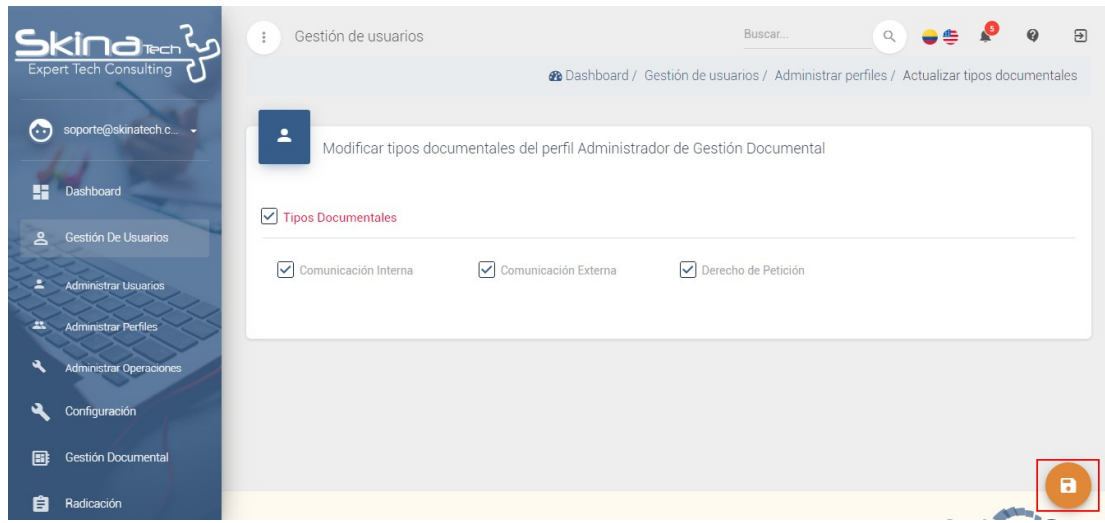 Skina Tech
Expert Tech Consulting
soporte@skinatech.c...
Dashboard
Gestión De Usuarios
Administrar Usuarios
Administrar Perfiles
Administrar Operaciones
Configuración
Gestión Documental
Radicación
Gestión de usuarios
Buscar...
5
Dashboard / Gestión de usuarios / Administrar perfiles / Actualizar tipos documentales
Modificar tipos documentales del perfil Administrador de Gestión Documental
Tipos Documentales
Comunicación Interna
Comunicación Externa
Derecho de Petición